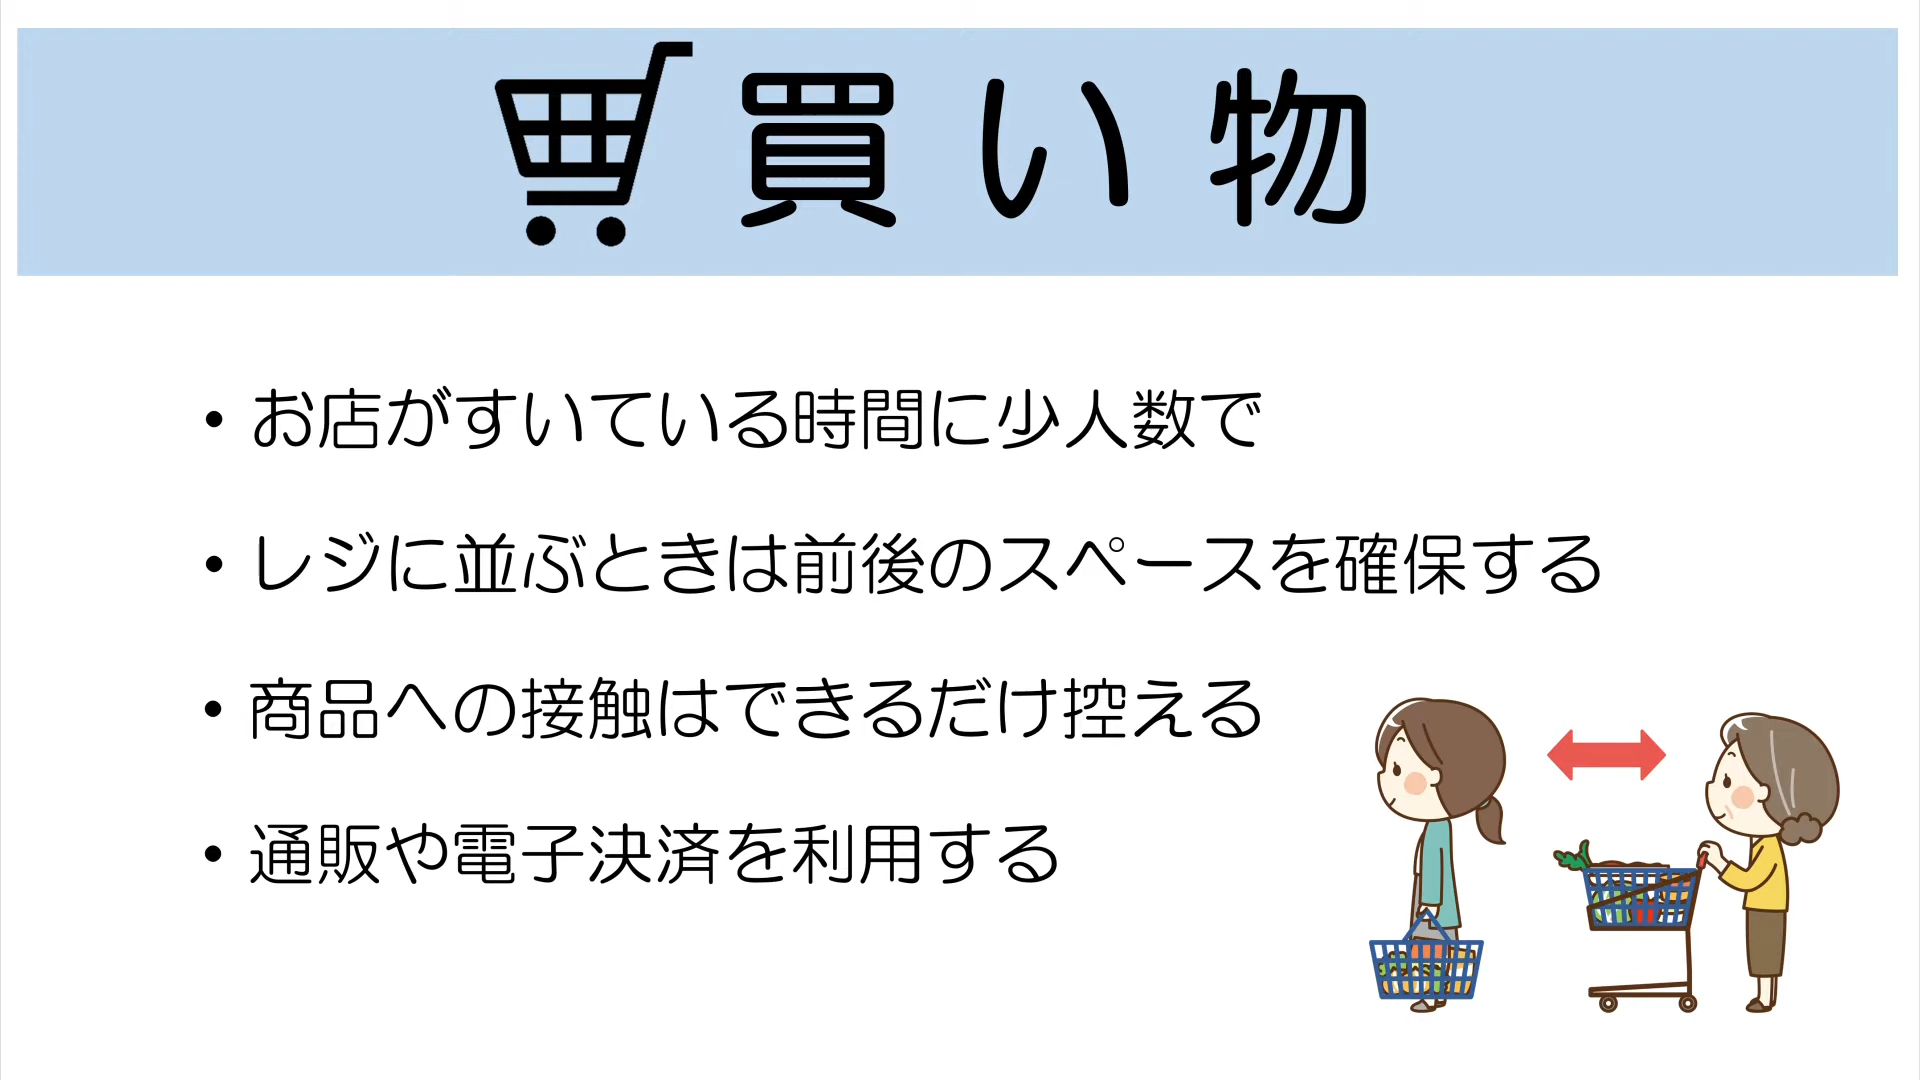 買い物
・お店がすいている時間に少人数で
・レジに並ぶときは前後のスペースを確保する
・商品への接触はできるだけ控える
・通販や電子決済を利用する